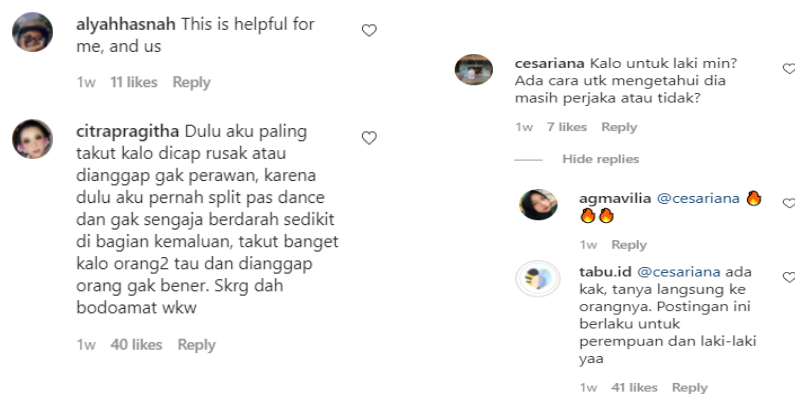 alyahhasnah This is helpful for
me, and us
1w 11 likes Reply
citrapragitha Dulu aku paling
takut kalo dicap rusak atau
dianggap gak perawan, karena
dulu aku pernah split pas dance
dan gak sengaja berdarah sedikit
di bagian kemaluan, takut banget
kalo orang2 tau dan dianggap
orang gak bener. Skrg dah
bodoamat wkw
1w 40 likes Reply
cesariana Kalo untuk laki min?
Ada cara utk mengetahui dia
masih perjaka atau tidak?
1w 7 likes Reply
Hide replies
agmavilia @cesariana 🔥
🔥🔥
1w Reply
tabu.id @cesariana ada
kak, tanya langsung ke
orangnya. Postingan ini
berlaku untuk
perempuan dan laki-laki
yaa
1w 41 likes Reply